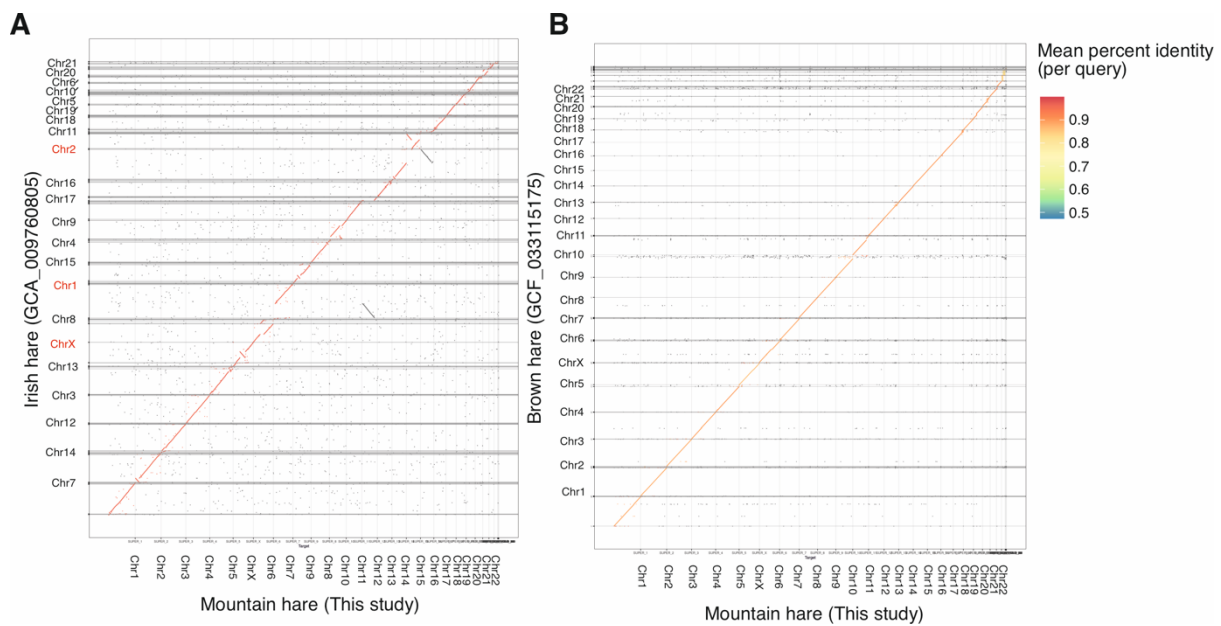 A
Chr21
Chr20
Chr6
Chr10
Chr5
Chr19
Chr18
Chr11
Chr2
Chr16
Chr17
Chr9
Chr4
Chr15
Chr1
Chr8
ChrX
Chr13
Chr3
Chr12
Chr14
Chr7
Irish hare (GCA_009760805)
Target
Chr1
Chr2
Chr3
Chr4
Chr5
ChrX
Chr6
Chr7
Chr9
Chr8
Chr10
Chr11
Chr12
Chr13
Chr14
Chr15
Chr16
Chr17
Chr18
Chr19
Chr20
Chr21
Chr22
Mountain hare (This study)
B
Chr22
Chr21
Chr20
Chr19
Chr18
Chr17
Chr16
Chr15
Chr14
Chr13
Chr12
Chr11
Chr10
Chr9
Chr8
Chr7
Chr6
ChrX
Chr5
Chr4
Chr3
Chr2
Chr1
Brown hare (GCF_033115175)
Target
Chr1
Chr2
Chr3
Chr4
Chr5
ChrX
Chr6
Chr7
Chr8
Chr9
Chr10
Chr11
Chr12
Chr13
Chr14
Chr15
Chr16
Chr17
Chr18
Chr19
Chr20
Chr21
Chr22
Mountain hare (This study)
Mean percent identity
(per query)
0.9
0.8
0.7
0.6
0.5